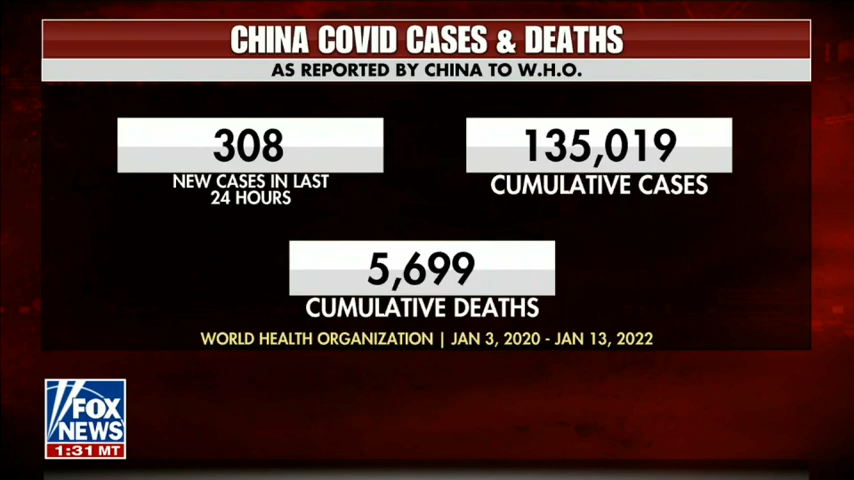 CHINA COVID CASES & DEATHS
AS REPORTED BY CHINA TO W.H.O.
308
NEW CASES IN LAST
24 HOURS
135,019
CUMULATIVE CASES
5,699
CUMULATIVE DEATHS
WORLD HEALTH ORGANIZATION | JAN 3, 2020 - JAN 13, 2022
FOX
NEWS
1:31 MT